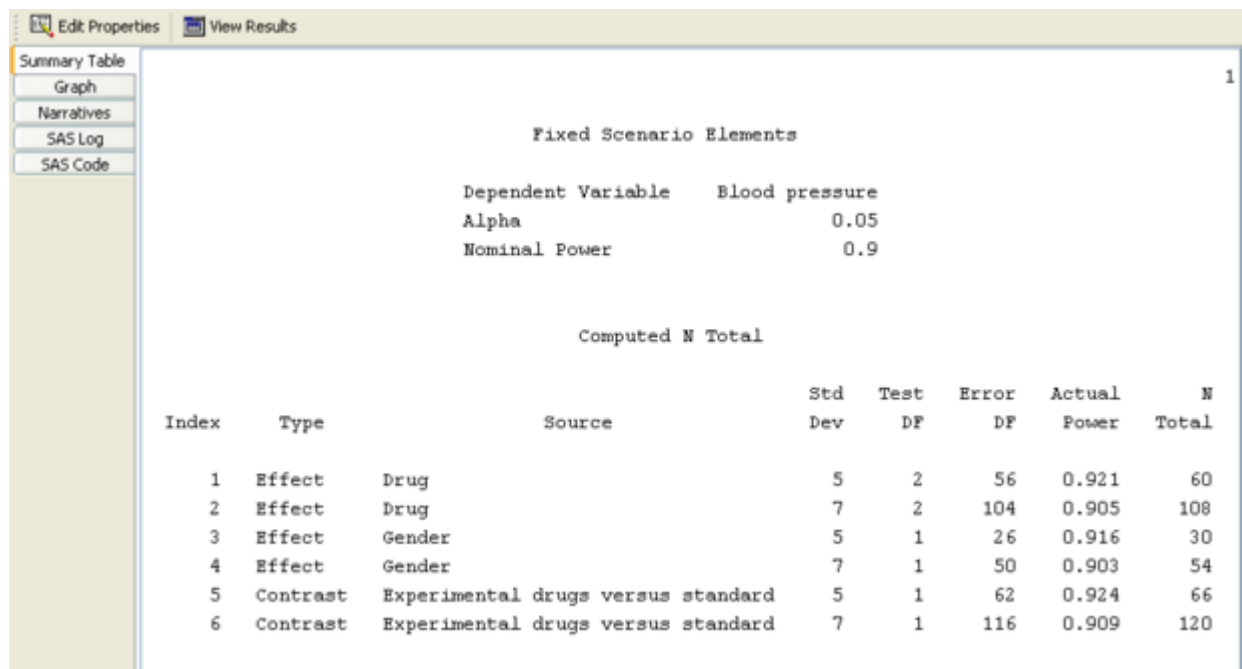 Edit Properties View Results
Summary Table
Graph
Narratives
SAS Log
SAS Code
1
Fixed Scenario Elements
Dependent Variable Blood pressure
Alpha 0.05
Nominal Power 0.9
Computed N Total
Std Test Error Actual N
Index Type Source Dev DF DF Power Total
1 Effect Drug 5 2 56 0.921 60
2 Effect Drug 7 2 104 0.905 108
3 Effect Gender 5 1 26 0.916 30
4 Effect Gender 7 1 50 0.903 54
5 Contrast Experimental drugs versus standard 5 1 62 0.924 66
6 Contrast Experimental drugs versus standard 7 1 116 0.909 120